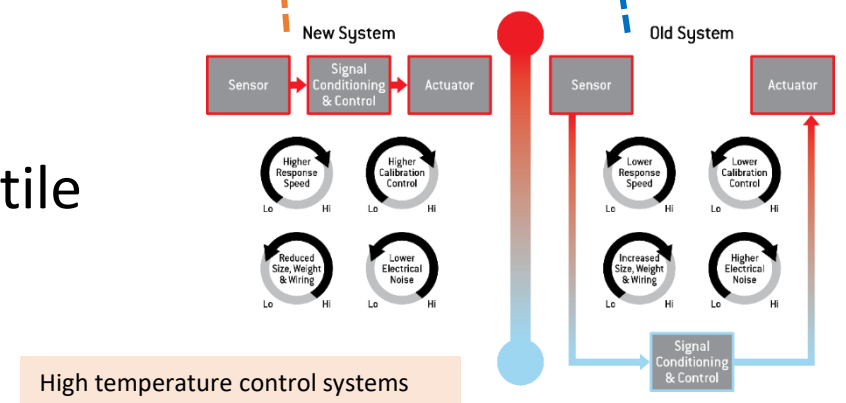 New System
Old System
Sensor
Signal
Conditioning
& Control
Actuator
Sensor
Actuator
tile
Higher
Response
Speed
Lo
Hi
Higher
Calibration
Control
Lo
Hi
Lower
Response
Speed
Lo
Hi
Lower
Calibration
Control
Lo
Hi
Reduced
Size, Weight
& Wiring
Lo
Hi
Lower
Electrical
Noise
Lo
Hi
Increased
Size, Weight
& Wiring
Lo
Hi
Higher
Electrical
Noise
Lo
Hi
Signal
Conditioning
& Control
High temperature control systems